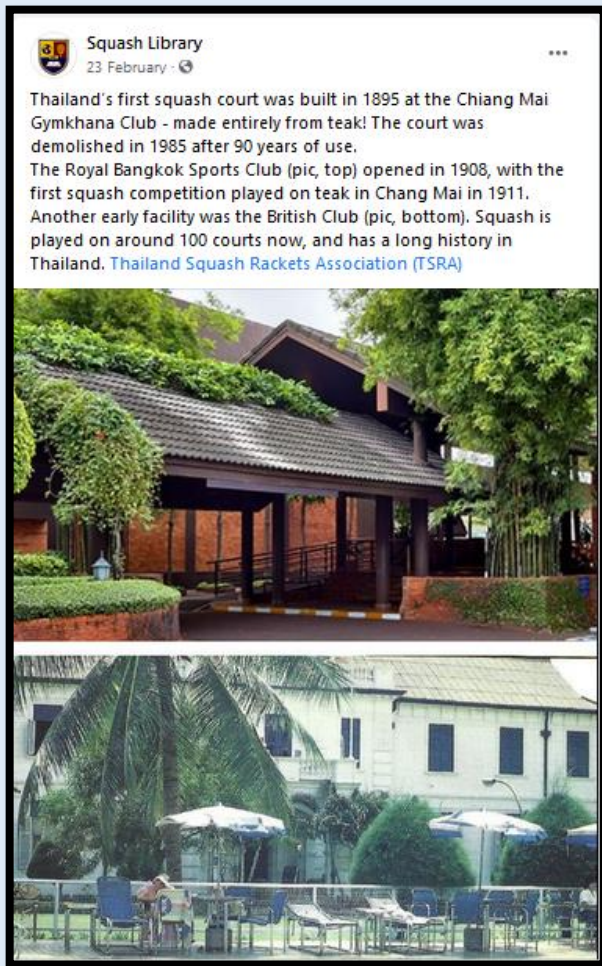 Squash Library
23 February ·
Thailand's first squash court was built in 1895 at the Chiang Mai
Gymkhana Club - made entirely from teak! The court was
demolished in 1985 after 90 years of use.
The Royal Bangkok Sports Club (pic, top) opened in 1908, with the
first squash competition played on teak in Chang Mai in 1911.
Another early facility was the British Club (pic, bottom). Squash is
played on around 100 courts now, and has a long history in
Thailand. Thailand Squash Rackets Association (TSRA)